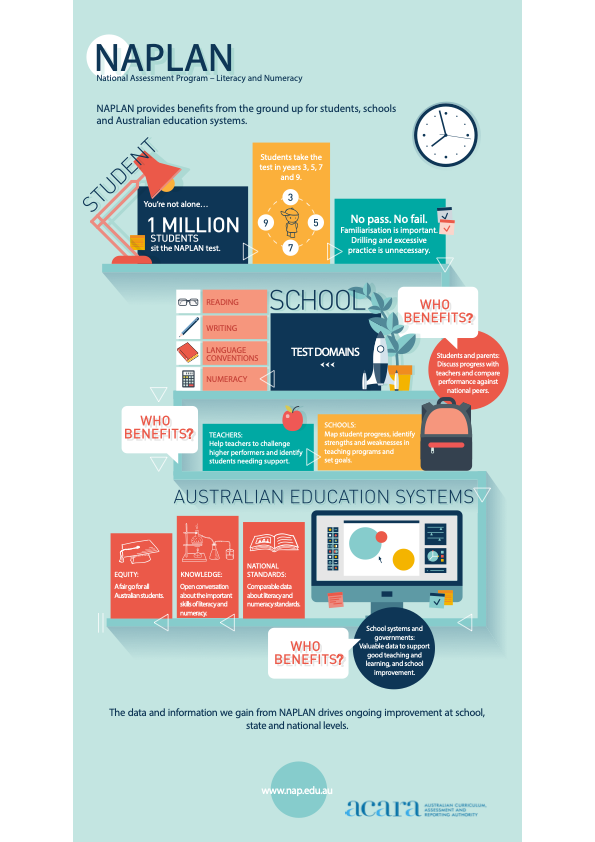 NAPLAN
National Assessment Program – Literacy and Numeracy
NAPLAN provides benefits from the ground up for students, schools
and Australian education systems.
STUDENT
You're not alone...
1 MILLION
STUDENTS
sit the NAPLAN test.
Students take the
test in years 3, 5, 7
and 9.
3
9
5
7
No pass. No fail.
Familiarisation is important.
Drilling and excessive
practice is unnecessary.
SCHOOL
READING
WRITING
LANGUAGE
CONVENTIONS
NUMERACY
TEST DOMAINS
WHO
BENEFITS?
Students and parents:
Discuss progress with
teachers and compare
performance against
national peers.
WHO
BENEFITS?
TEACHERS:
Help teachers to challenge
higher performers and identify
students needing support.
SCHOOLS:
Map student progress, identify
strengths and weaknesses in
teaching programs and
set goals.
AUSTRALIAN EDUCATION SYSTEMS
EQUITY:
A fair go for all
Australian students.
KNOWLEDGE:
Open conversation
about the important
skills of literacy and
numeracy.
NATIONAL
STANDARDS:
Comparable data
about literacy and
numeracy standards.
WHO
BENEFITS?
School systems and
governments:
Valuable data to support
good teaching and
learning, and school
improvement.
The data and information we gain from NAPLAN drives ongoing improvement at school,
state and national levels.
www.nap.edu.au
acara
AUSTRALIAN CURRICULUM,
ASSESSMENT AND
REPORTING AUTHORITY